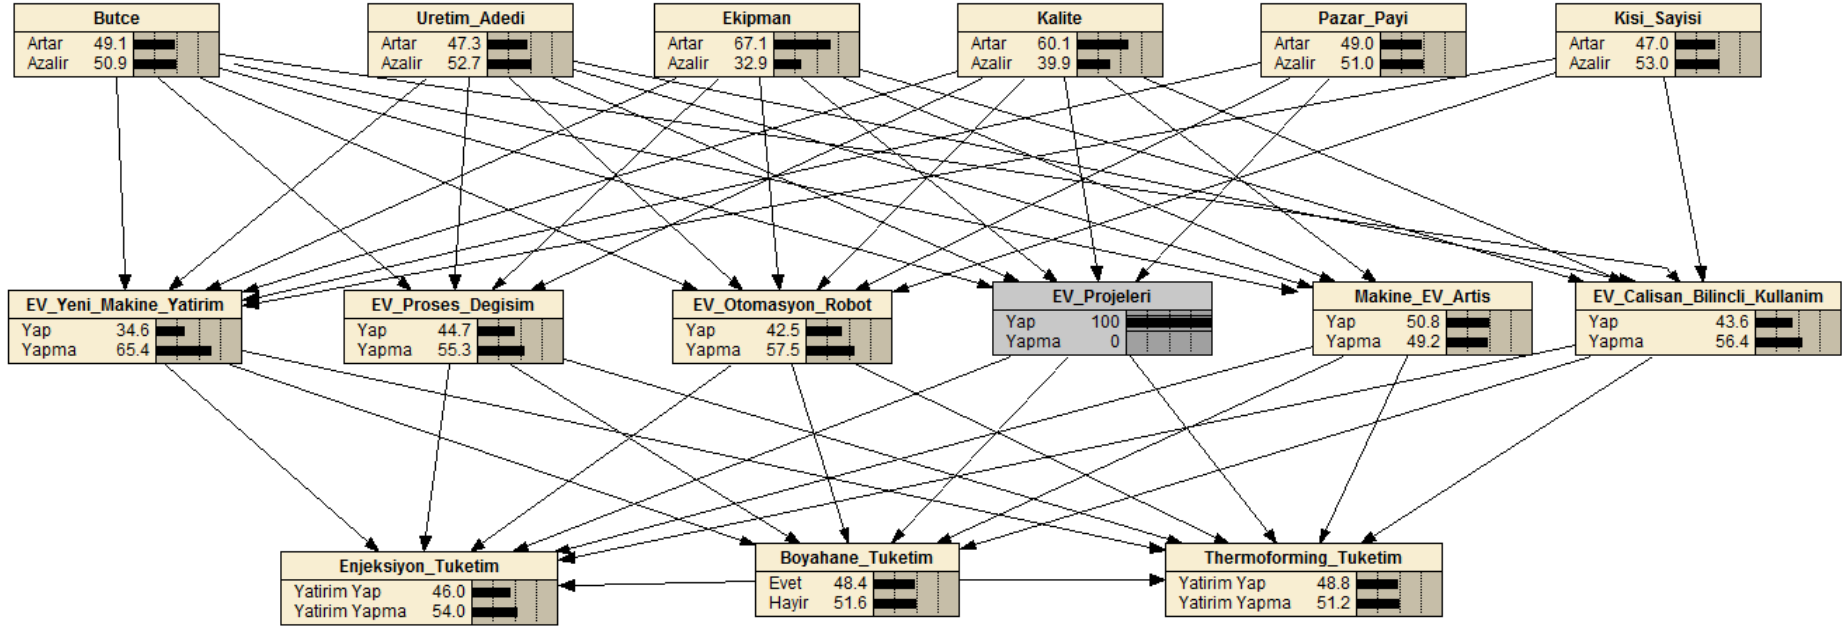 Butce
Artar 49.1
Azalir 50.9
Uretim_Adedi
Artar 47.3
Azalir 52.7
Ekipman
Artar 67.1
Azalir 32.9
Kalite
Artar 60.1
Azalir 39.9
Pazar_Payi
Artar 49.0
Azalir 51.0
Kisi_Sayisi
Artar 47.0
Azalir 53.0
EV_Yeni_Makine_Yatirim
Yap 34.6
Yapma 65.4
EV_Proses_Degisim
Yap 44.7
Yapma 55.3
EV_Otomasyon_Robot
Yap 42.5
Yapma 57.5
EV_Projeleri
Yap 100
Yapma 0
Makine_EV_Artis
Yap 50.8
Yapma 49.2
EV_Calisan_Bilincli_Kullanim
Yap 43.6
Yapma 56.4
Enjeksiyon_Tuketim
Yatirim Yap 46.0
Yatirim Yapma 54.0
Boyahane_Tuketim
Evet 48.4
Hayir 51.6
Thermoforming_Tuketim
Yatirim Yap 48.8
Yatirim Yapma 51.2